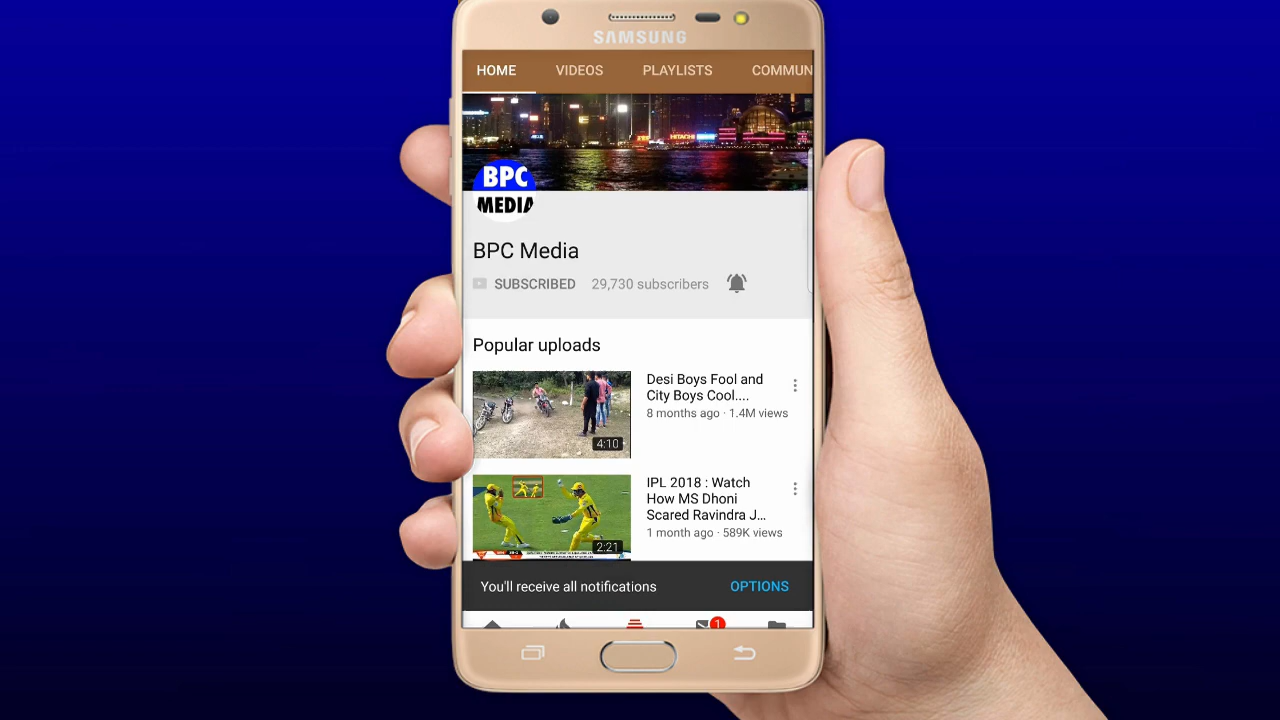 SAMSUNG
HOME VIDEOS PLAYLISTS COMMUN
HITACHI
BPC
MEDIA
BPC Media
SUBSCRIBED 29,730 subscribers
Popular uploads
Desi Boys Fool and
City Boys Cool....
8 months ago · 1.4M views
4:10
IPL 2018 : Watch
How MS Dhoni
Scared Ravindra J...
1 month ago · 589K views
2:21
You'll receive all notifications OPTIONS
1